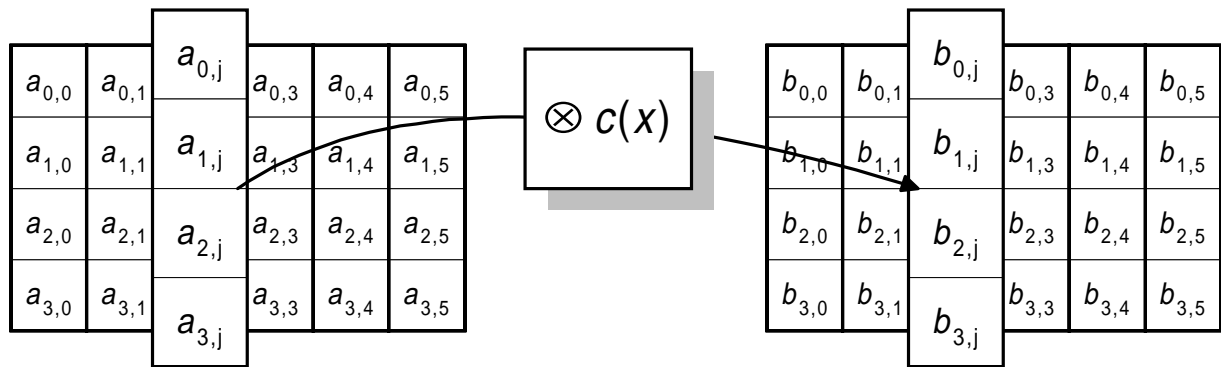 a0,j b0,j
a0,0 a0,1 a0,3 a0,4 a0,5 ⊗ c(x) b0,0 b0,1 b0,3 b0,4 b0,5
a1,j b1,j
a1,0 a1,1 a1,3 a1,4 a1,5 b1,0 b1,1 b1,3 b1,4 b1,5
a2,0 a2,1 a2,j a2,3 a2,4 a2,5 b2,0 b2,1 b2,j b2,3 b2,4 b2,5
a3,0 a3,1 a3,3 a3,4 a3,5 b3,0 b3,1 b3,3 b3,4 b3,5
a3,j b3,j